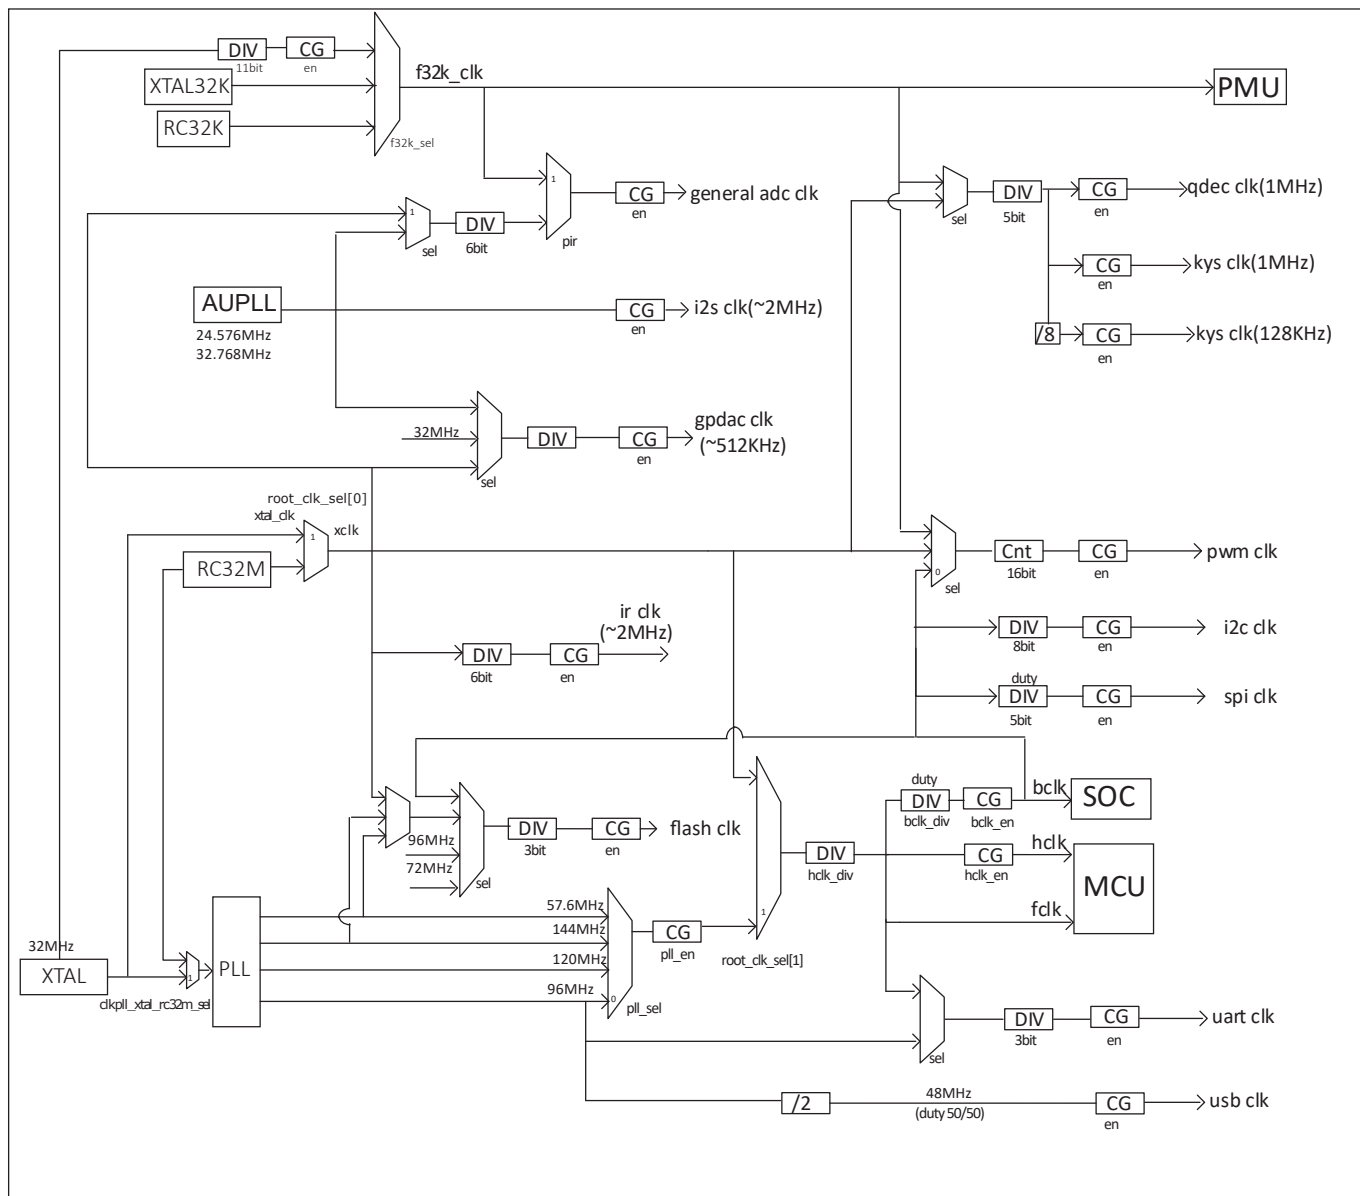 DIV
11bit
CG
en
XTAL32K
RC32K
f32k_sel
f32k_clk
PMU
1
pir
CG
en
general adc clk
1
sel
DIV
6bit
sel
DIV
5bit
CG
en
qdec clk(1MHz)
CG
en
kys clk(1MHz)
/8
CG
en
kys clk(128KHz)
AUPLL
24.576MHz
32.768MHz
CG
en
i2s clk(~2MHz)
32MHz
sel
DIV
CG
en
gpdac clk
(~512KHz)
root_clk_sel[0]
xtal_clk
1
xclk
RC32M
0
sel
Cnt
16bit
CG
en
pwm clk
ir clk
(~2MHz)
DIV
6bit
CG
en
DIV
8bit
CG
en
i2c clk
duty
DIV
5bit
CG
en
spi clk
96MHz
72MHz
sel
DIV
3bit
CG
en
flash clk
duty
DIV
bclk_div
CG
bclk_en
bclk
SOC
DIV
hclk_div
CG
hclk_en
hclk
fclk
MCU
1
root_clk_sel[1]
57.6MHz
144MHz
120MHz
96MHz
0
pll_sel
CG
pll_en
32MHz
XTAL
1
clkpll_xtal_rc32m_sel
PLL
sel
DIV
3bit
CG
en
uart clk
/2
48MHz
(duty 50/50)
CG
en
usb clk